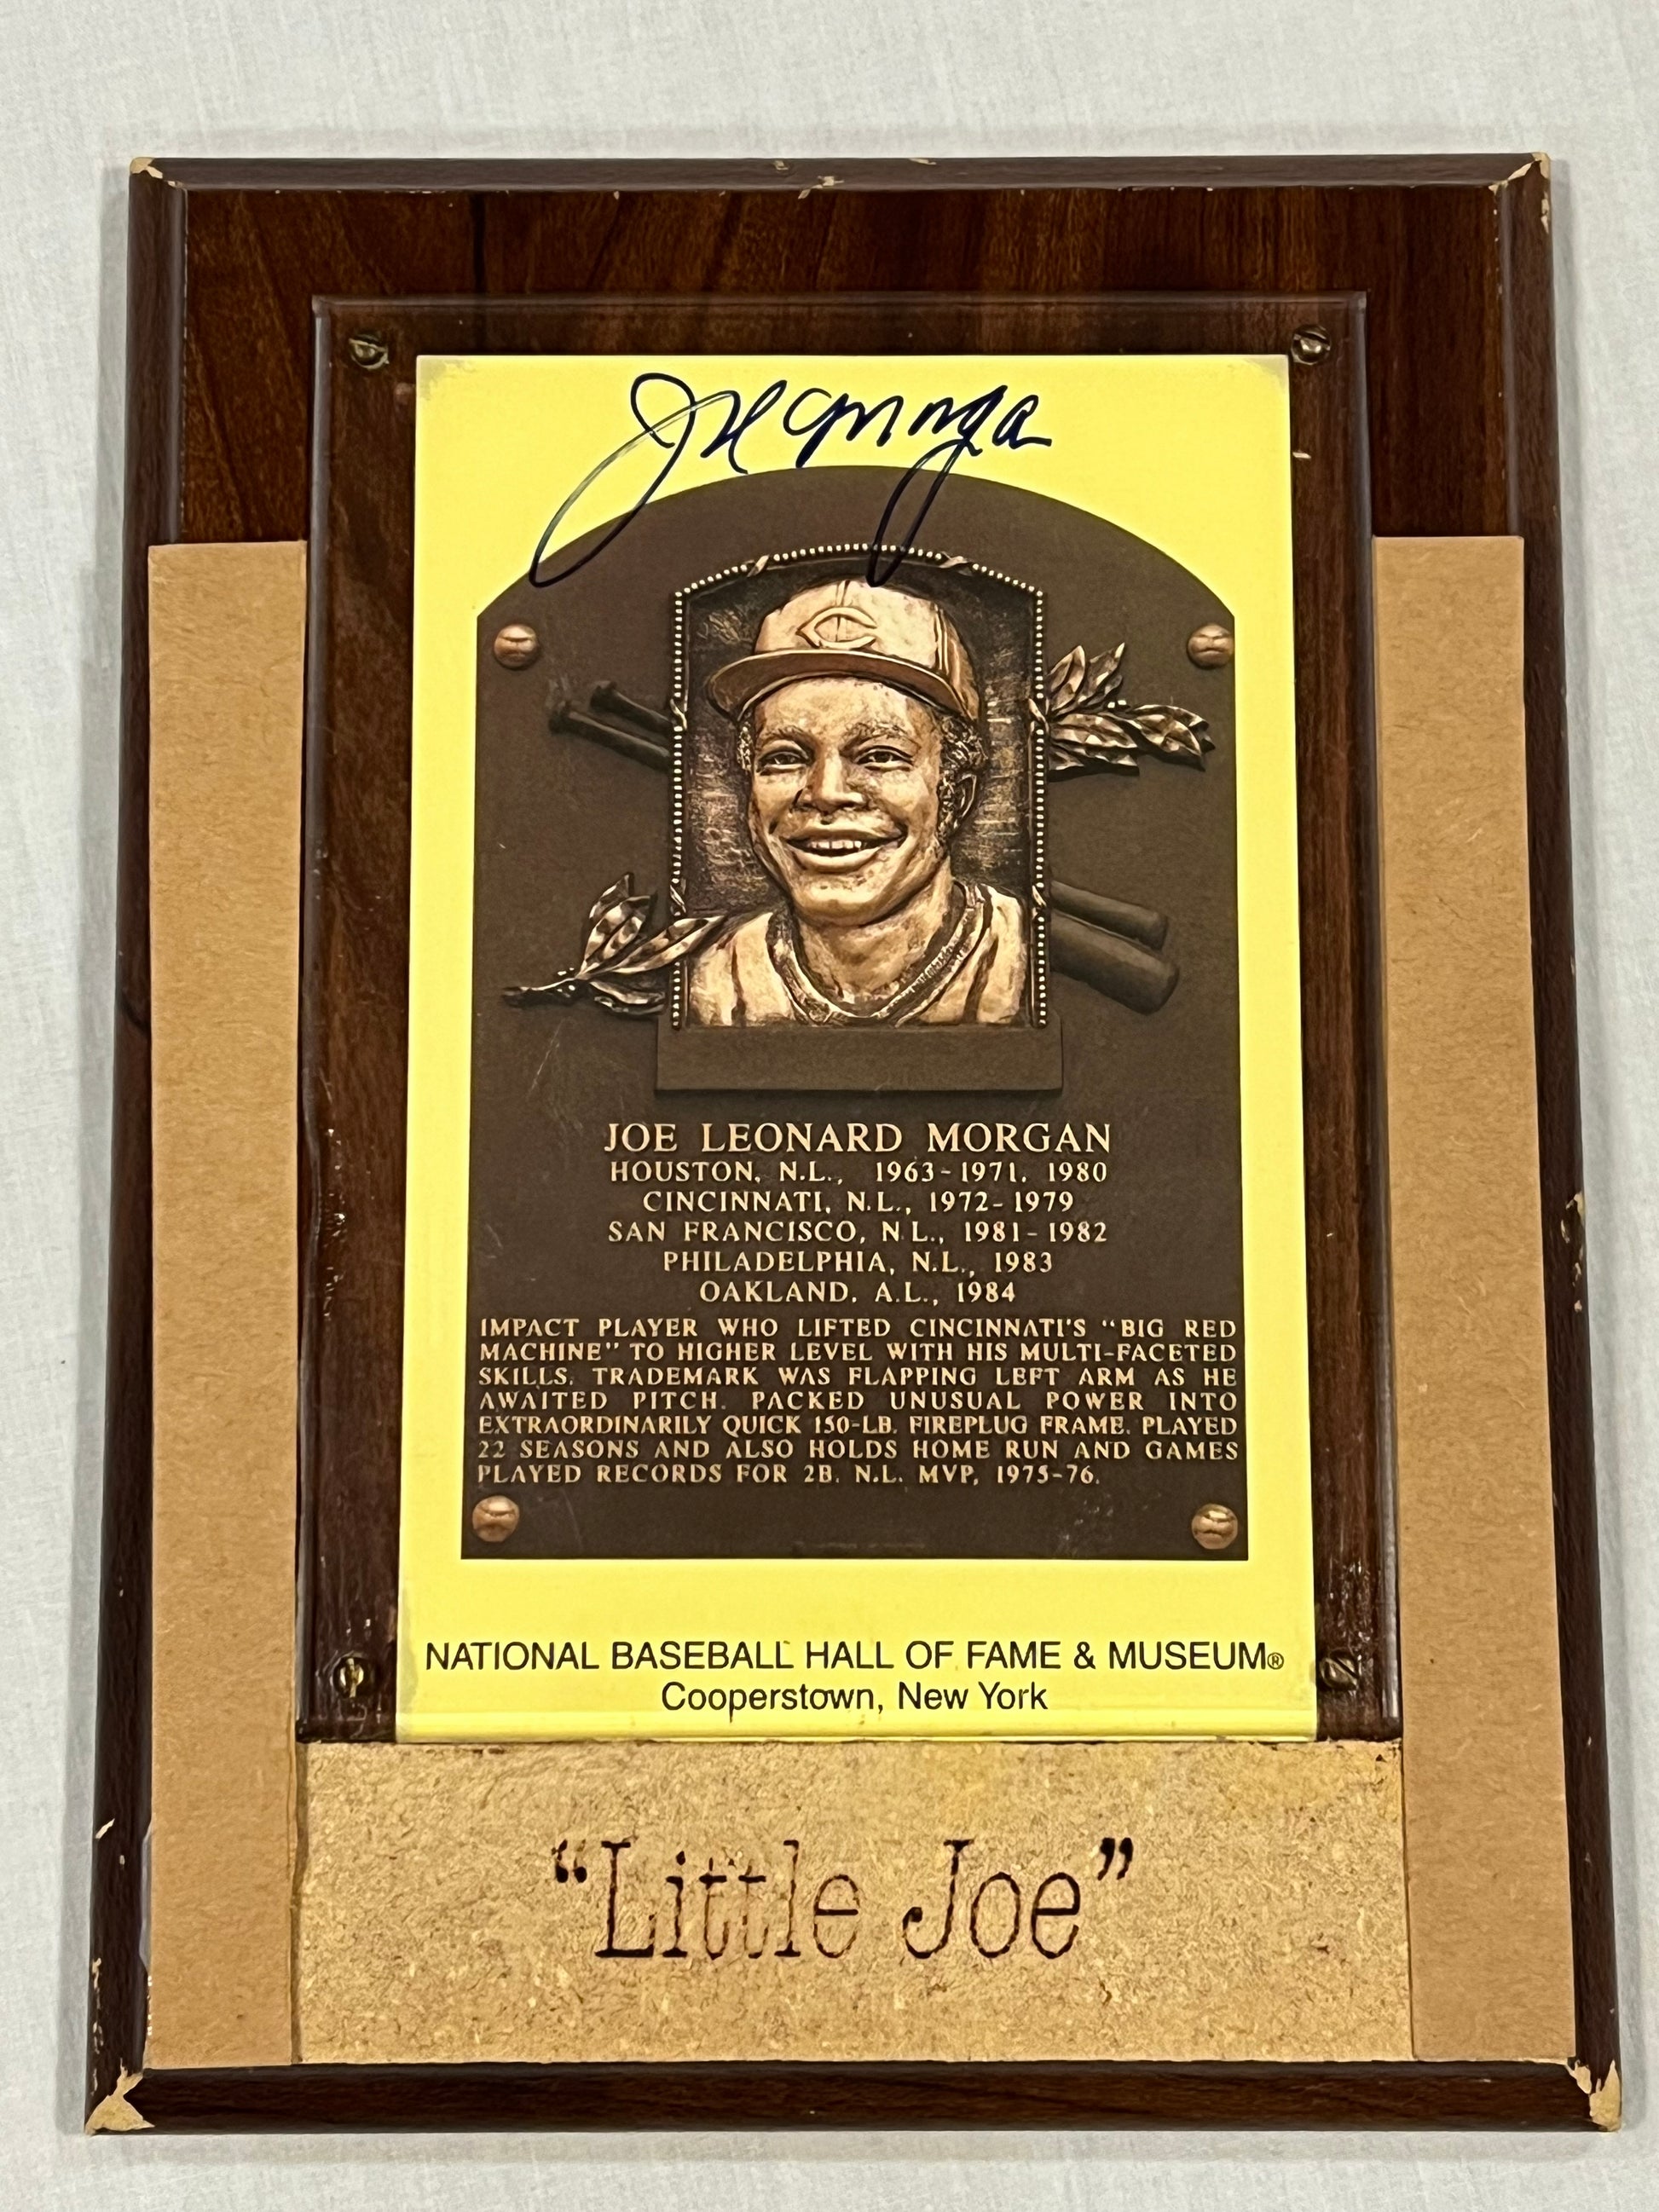 Joe Morgan
C
JOE LEONARD MORGAN
HOUSTON, N.L., 1963-1971, 1980
CINCINNATI, N.L., 1972-1979
SAN FRANCISCO, N.L., 1981-1982
PHILADELPHIA, N.L., 1983
OAKLAND, A.L., 1984
IMPACT PLAYER WHO LIFTED CINCINNATI'S "BIG RED
MACHINE" TO HIGHER LEVEL WITH HIS MULTI-FACETED
SKILLS. TRADEMARK WAS FLAPPING LEFT ARM AS HE
AWAITED PITCH. PACKED UNUSUAL POWER INTO
EXTRAORDINARILY QUICK 150-LB. FIREPLUG FRAME. PLAYED
22 SEASONS AND ALSO HOLDS HOME RUN AND GAMES
PLAYED RECORDS FOR 2B. N.L. MVP, 1975-76.
NATIONAL BASEBALL HALL OF FAME & MUSEUM®
Cooperstown, New York
“Little Joe”